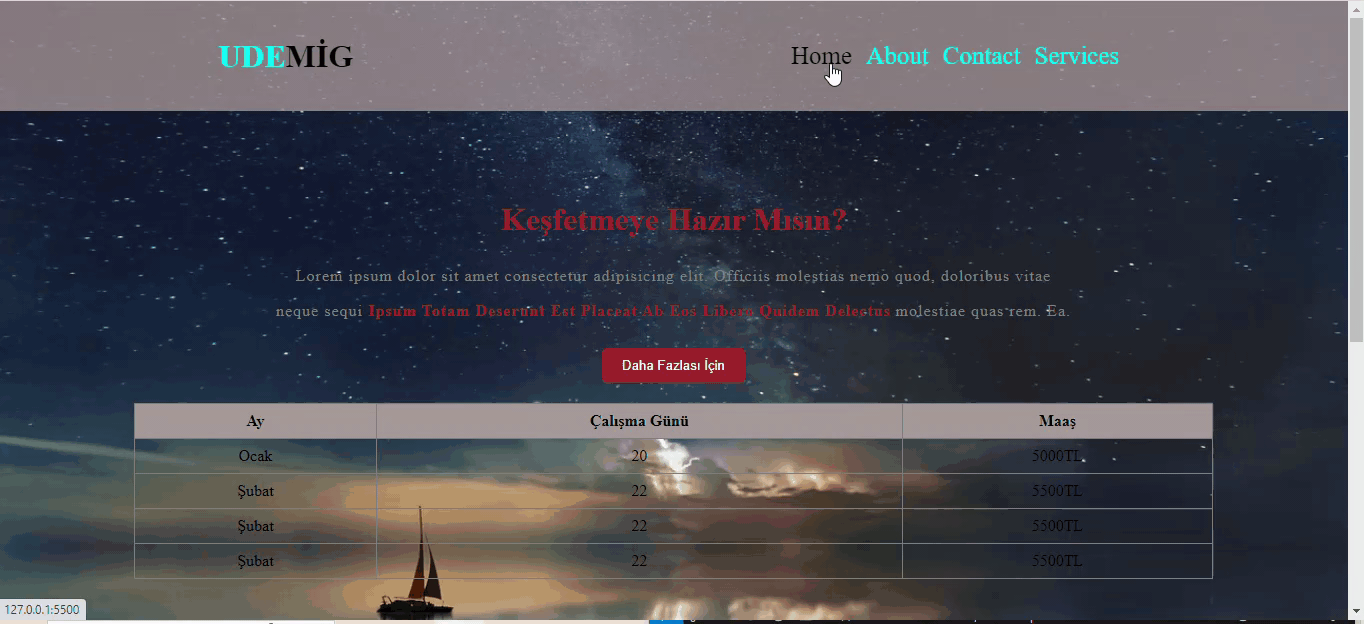 UDEMİG
Home About Contact Services
Keşfetmeye Hazır Mısın?
Lorem ipsum dolor sit amet consectetur adipisicing elit. Officiis molestias nemo quod, doloribus vitae
neque sequi Ipsum Totam Deserunt Est Placeat Ab Eos Libero Quidem Delectus molestiae quas rem. Ea.
Daha Fazlası İçin
Ay Çalışma Günü Maaş
Ocak 20 5000TL
Şubat 22 5500TL
Şubat 22 5500TL
Şubat 22 5500TL
127.0.0.1:5500